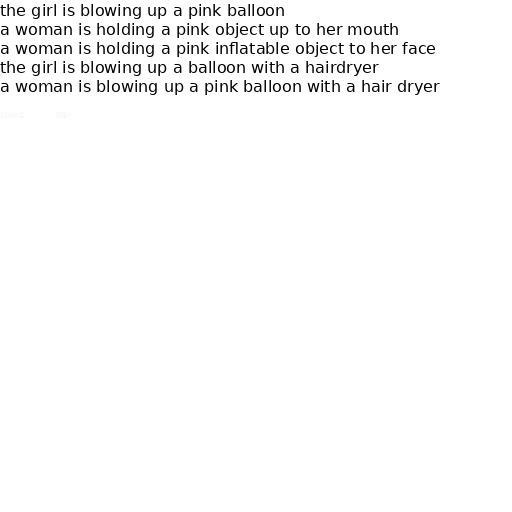 the girl is blowing up a pink balloon
a woman is holding a pink object up to her mouth
a woman is holding a pink inflatable object to her face
the girl is blowing up a balloon with a hairdryer
a woman is blowing up a pink balloon with a hair dryer